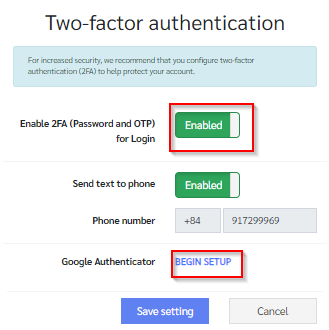 Two-factor authentication
For increased security, we recommend that you configure two-factor
authentication (2FA) to help protect your account.
Enable 2FA (Password and OTP)
for Login
Enabled
Send text to phone
Enabled
Phone number
+84
917299969
Google Authenticator
BEGIN SETUP
Save setting
Cancel